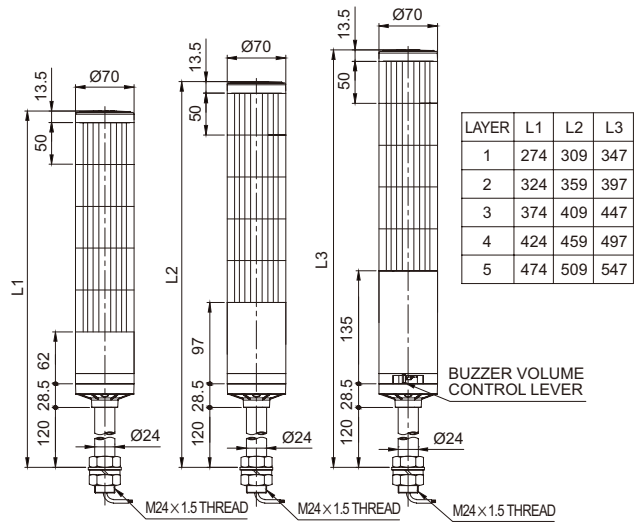 Ø70
13.5
50
L1
62
28.5
120
Ø24
M24×1.5 THREAD
Ø70
13.5
50
L2
97
28.5
120
Ø24
M24×1.5 THREAD
Ø70
13.5
50
L3
135
28.5
120
Ø24
M24×1.5 THREAD
BUZZER VOLUME
CONTROL LEVER
LAYER L1 L2 L3
1 274 309 347
2 324 359 397
3 374 409 447
4 424 459 497
5 474 509 547